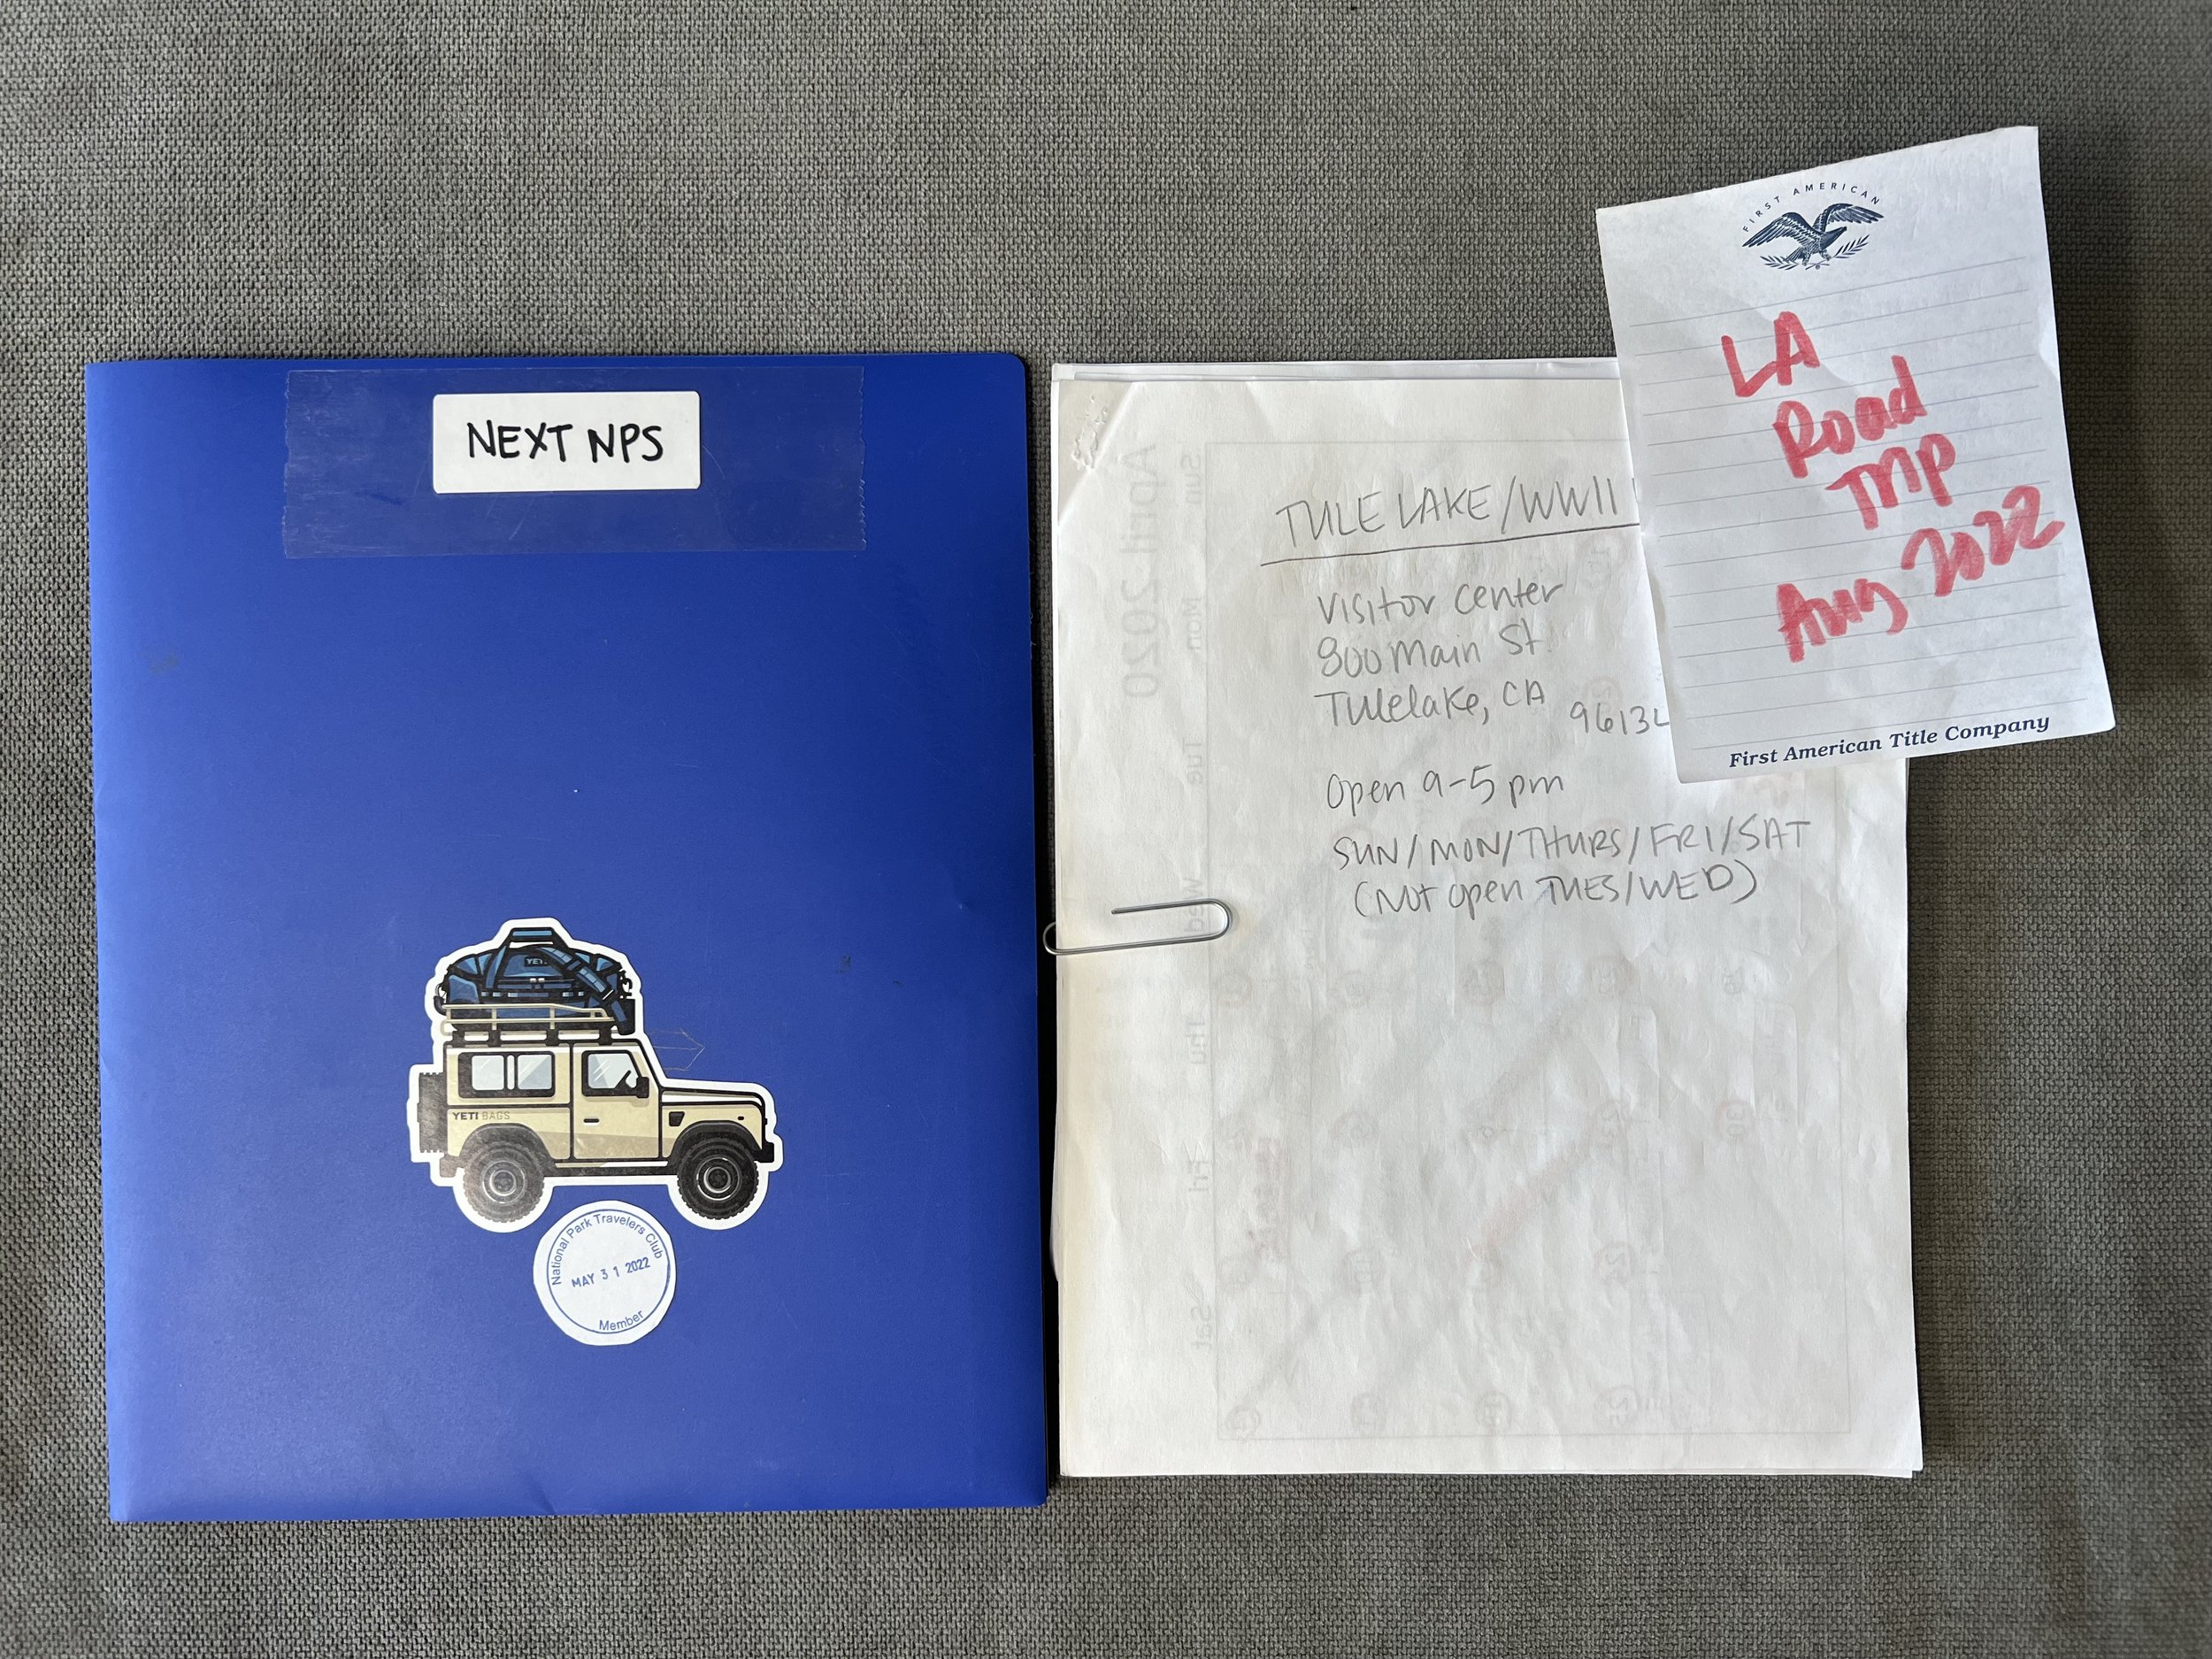 NEXT NPS
YETI
YETI BAGS
National Park Travelers Club
MAY 31 2022
Member
TULE LAKE/WWII
Visitor Center
800 Main St.
Tulelake, CA
9613
Open 9-5 pm
SUN/MON/THURS/FRI/SAT
(Not open TUES/WED)
April 2020
Sun
Mon
Tue
Wed
Thu
Fri
Sat
FIRST AMERICAN
LA
Road
Trip
Aug 2022
First American Title Company